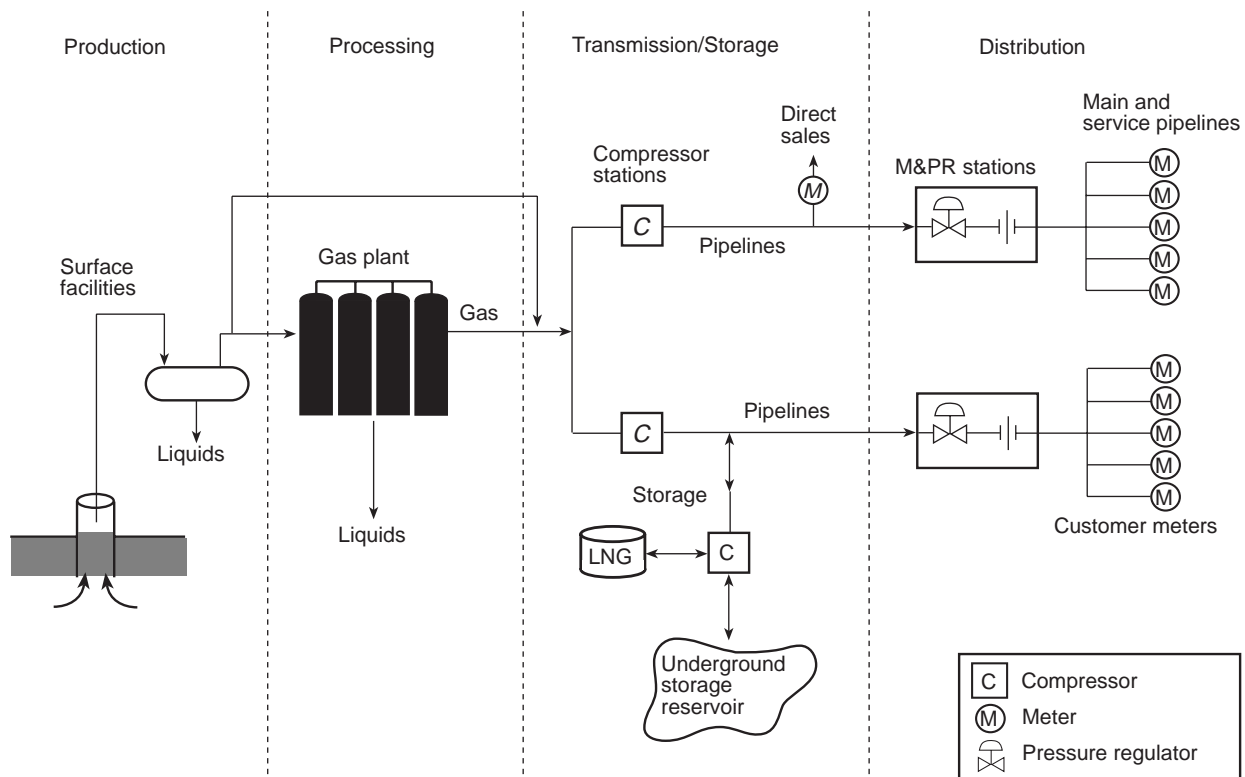 Production
Processing
Transmission/Storage
Distribution
Main and
service pipelines
Direct
sales
Compressor
stations
M&PR stations
M
M
M
M
M
M
C
Pipelines
Surface
facilities
Gas plant
Gas
Liquids
Liquids
C
Pipelines
M
M
M
M
M
Customer meters
Storage
LNG
C
Underground
storage
reservoir
C Compressor
M Meter
Pressure regulator